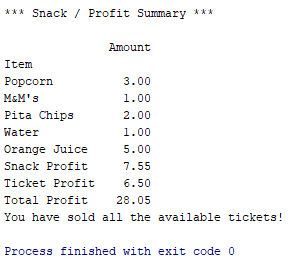 *** Snack / Profit Summary ***
Amount
Item
Popcorn 3.00
M&M's 1.00
Pita Chips 2.00
Water 1.00
Orange Juice 5.00
Snack Profit 7.55
Ticket Profit 6.50
Total Profit 28.05
You have sold all the available tickets!
Process finished with exit code 0